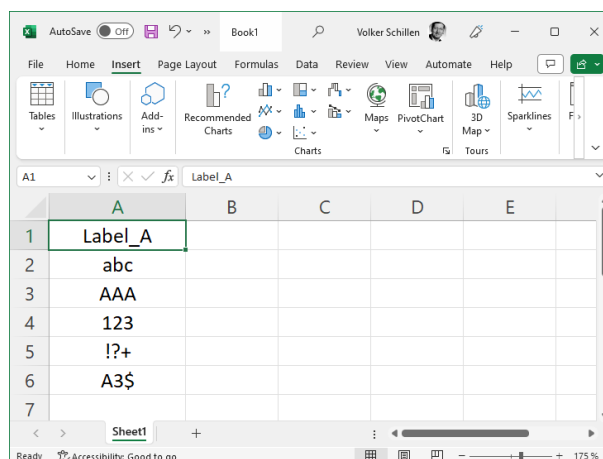 AutoSave Off Book1 Volker Schillen
File Home Insert Page Layout Formulas Data Review View Automate Help
Tables Illustrations Add-ins Recommended Charts Maps PivotChart 3D Map Sparklines
Charts Tours
A1 fx Label_A
A B C D E
1 Label_A
2 abc
3 AAA
4 123
5 !?+
6 A3$
7
Sheet1
Ready Accessibility: Good to go 175 %